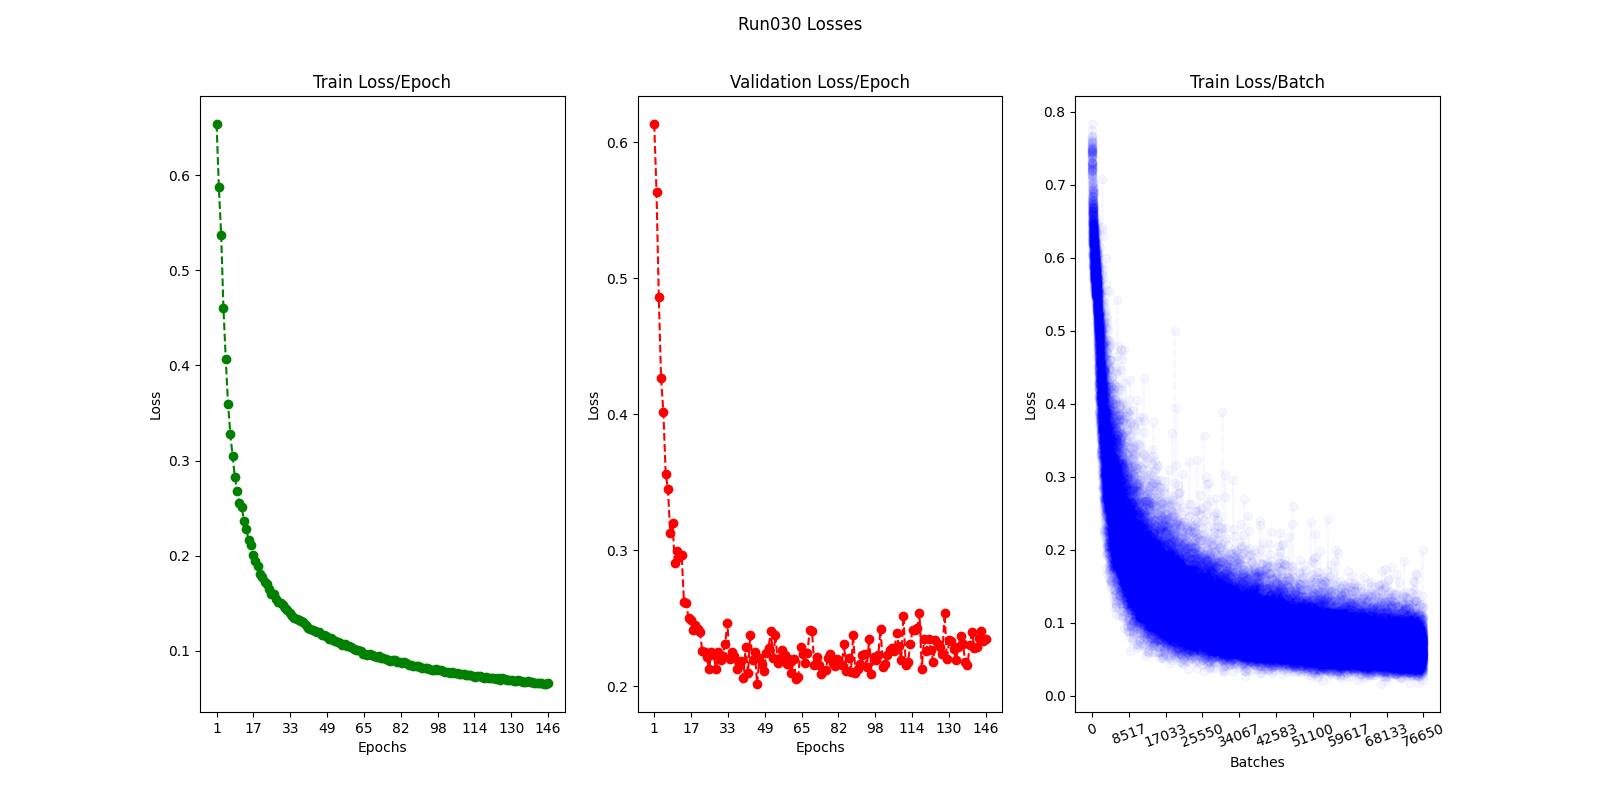 Run030 Losses
Train Loss/Epoch
Validation Loss/Epoch
Train Loss/Batch
Loss
0.6
0.5
0.4
0.3
0.2
0.1
1 17 33 49 65 82 98 114 130 146
Epochs
Loss
0.6
0.5
0.4
0.3
0.2
1 17 33 49 65 82 98 114 130 146
Epochs
Loss
0.8
0.7
0.6
0.5
0.4
0.3
0.2
0.1
0.0
0 8517 17033 25550 34067 42583 51100 59617 68133 76650
Batches